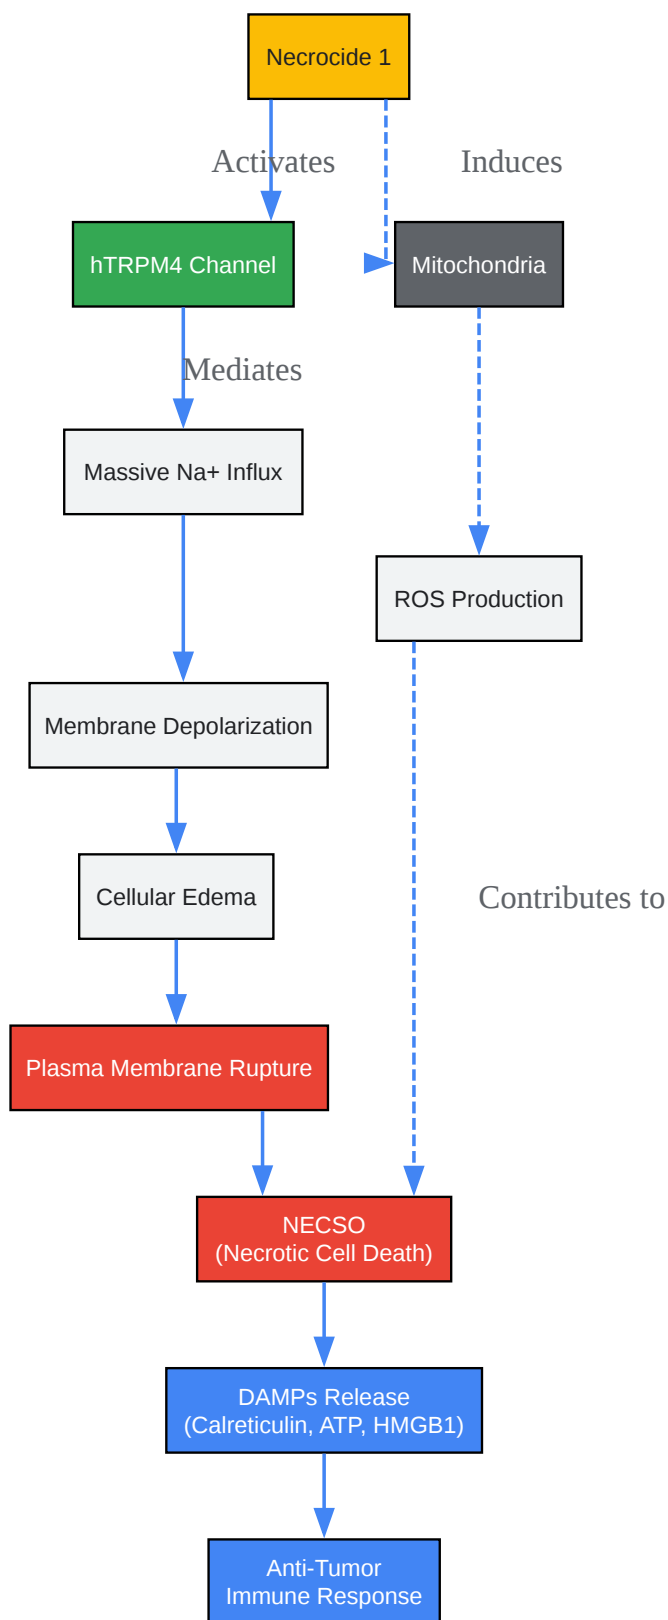 Necrocide 1
Activates
Induces
hTRPM4 Channel
Mitochondria
Mediates
Massive Na+ Influx
ROS Production
Membrane Depolarization
Cellular Edema
Contributes to
Plasma Membrane Rupture
NECSO
(Necrotic Cell Death)
DAMPs Release
(Calreticulin, ATP, HMGB1)
Anti-Tumor
Immune Response